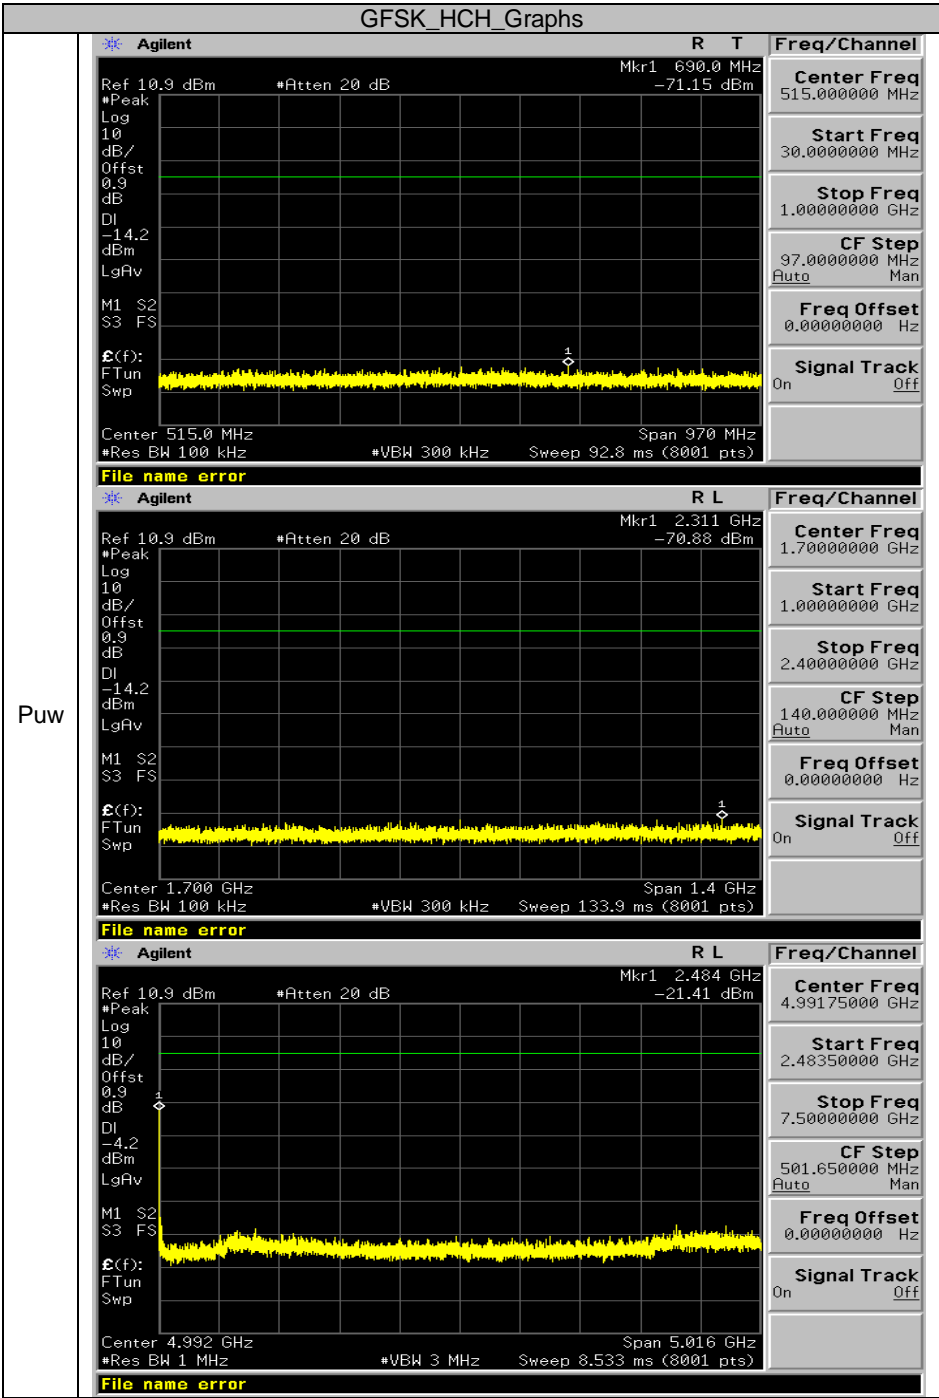 GFSK_HCH_Graphs
Puw
Agilent R T Freq/Channel
Mkr1 690.0 MHz
Ref 10.9 dBm #Atten 20 dB -71.15 dBm
#Peak
Log
10
dB/
Offst
0.9
dB
DI
-14.2
dBm
LgAv
M1 S2
S3 FS
£(f):
FTun
Swp
1
Center 515.0 MHz Span 970 MHz
#Res BW 100 kHz #VBW 300 kHz Sweep 92.8 ms (8001 pts)
File name error
Center Freq
515.000000 MHz
Start Freq
30.0000000 MHz
Stop Freq
1.00000000 GHz
CF Step
97.0000000 MHz
Auto Man
Freq Offset
0.00000000 Hz
Signal Track
On Off
Agilent R L Freq/Channel
Mkr1 2.311 GHz
Ref 10.9 dBm #Atten 20 dB -70.88 dBm
#Peak
Log
10
dB/
Offst
0.9
dB
DI
-14.2
dBm
LgAv
M1 S2
S3 FS
£(f):
FTun
Swp
1
Center 1.700 GHz Span 1.4 GHz
#Res BW 100 kHz #VBW 300 kHz Sweep 133.9 ms (8001 pts)
File name error
Center Freq
1.70000000 GHz
Start Freq
1.00000000 GHz
Stop Freq
2.40000000 GHz
CF Step
140.000000 MHz
Auto Man
Freq Offset
0.00000000 Hz
Signal Track
On Off
Agilent R L Freq/Channel
Mkr1 2.484 GHz
Ref 10.9 dBm #Atten 20 dB -21.41 dBm
#Peak
Log
10
dB/
Offst
0.9
dB
DI
-4.2
dBm
LgAv
M1 S2
S3 FS
£(f):
FTun
Swp
1
Center 4.992 GHz Span 5.016 GHz
#Res BW 1 MHz #VBW 3 MHz Sweep 8.533 ms (8001 pts)
File name error
Center Freq
4.99175000 GHz
Start Freq
2.48350000 GHz
Stop Freq
7.50000000 GHz
CF Step
501.650000 MHz
Auto Man
Freq Offset
0.00000000 Hz
Signal Track
On Off